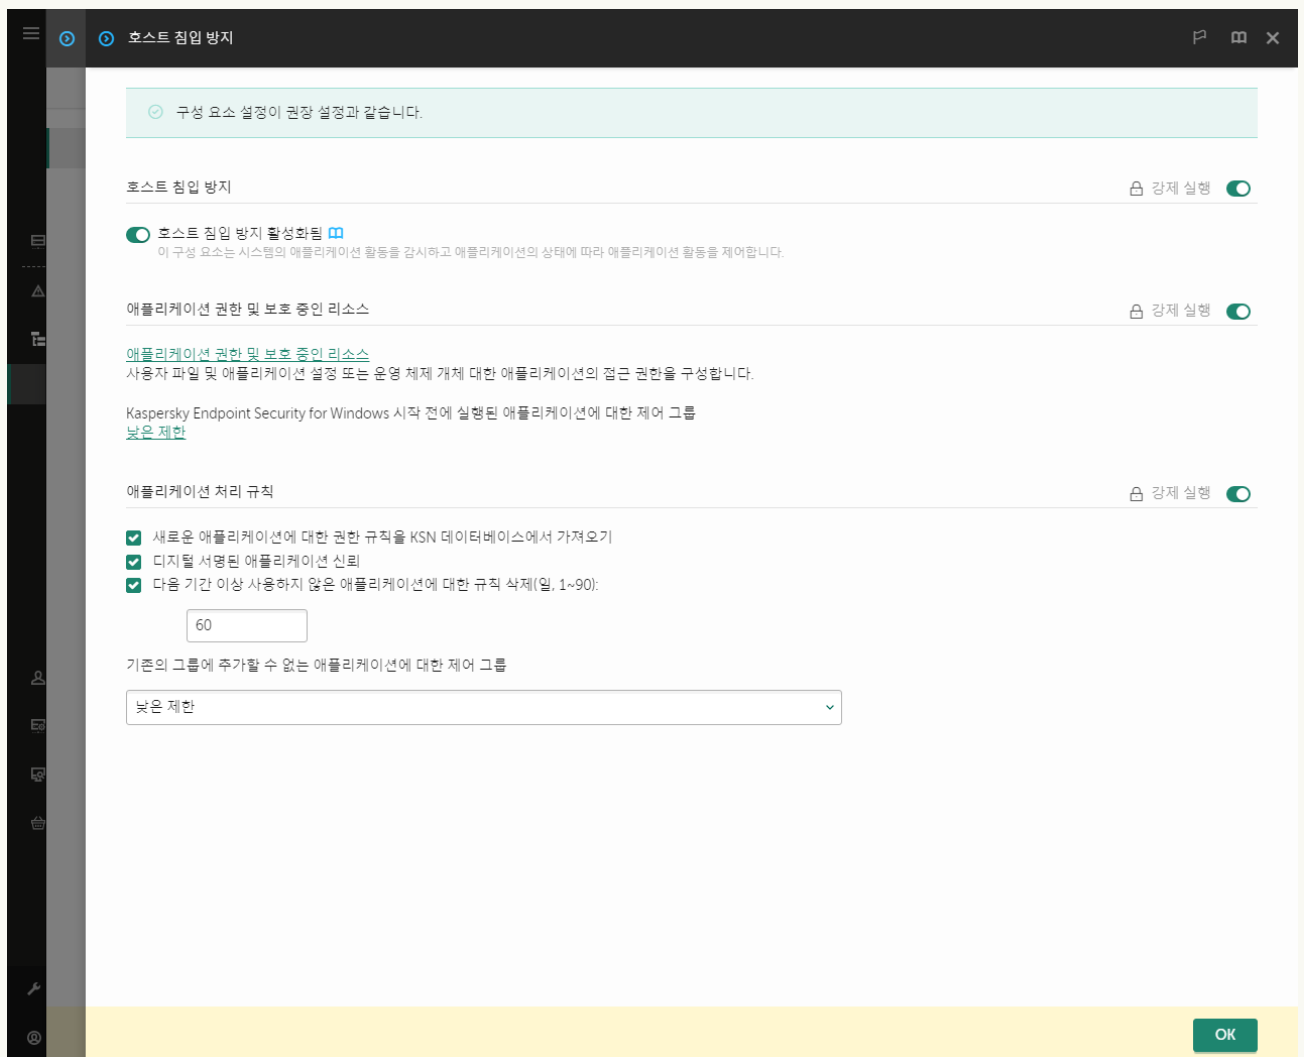 호스트 침입 방지
구성 요소 설정이 권장 설정과 같습니다.
호스트 침입 방지
강제 실행
호스트 침입 방지 활성화됨
이 구성 요소는 시스템의 애플리케이션 활동을 감시하고 애플리케이션의 상태에 따라 애플리케이션 활동을 제어합니다.
애플리케이션 권한 및 보호 중인 리소스
강제 실행
애플리케이션 권한 및 보호 중인 리소스
사용자 파일 및 애플리케이션 설정 또는 운영 체제 개체 대한 애플리케이션의 접근 권한을 구성합니다.
Kaspersky Endpoint Security for Windows 시작 전에 실행된 애플리케이션에 대한 제어 그룹
낮은 제한
애플리케이션 처리 규칙
강제 실행
새로운 애플리케이션에 대한 권한 규칙을 KSN 데이터베이스에서 가져오기
디지털 서명된 애플리케이션 신뢰
다음 기간 이상 사용하지 않은 애플리케이션에 대한 규칙 삭제(일, 1~90):
60
기존의 그룹에 추가할 수 없는 애플리케이션에 대한 제어 그룹
낮은 제한
OK